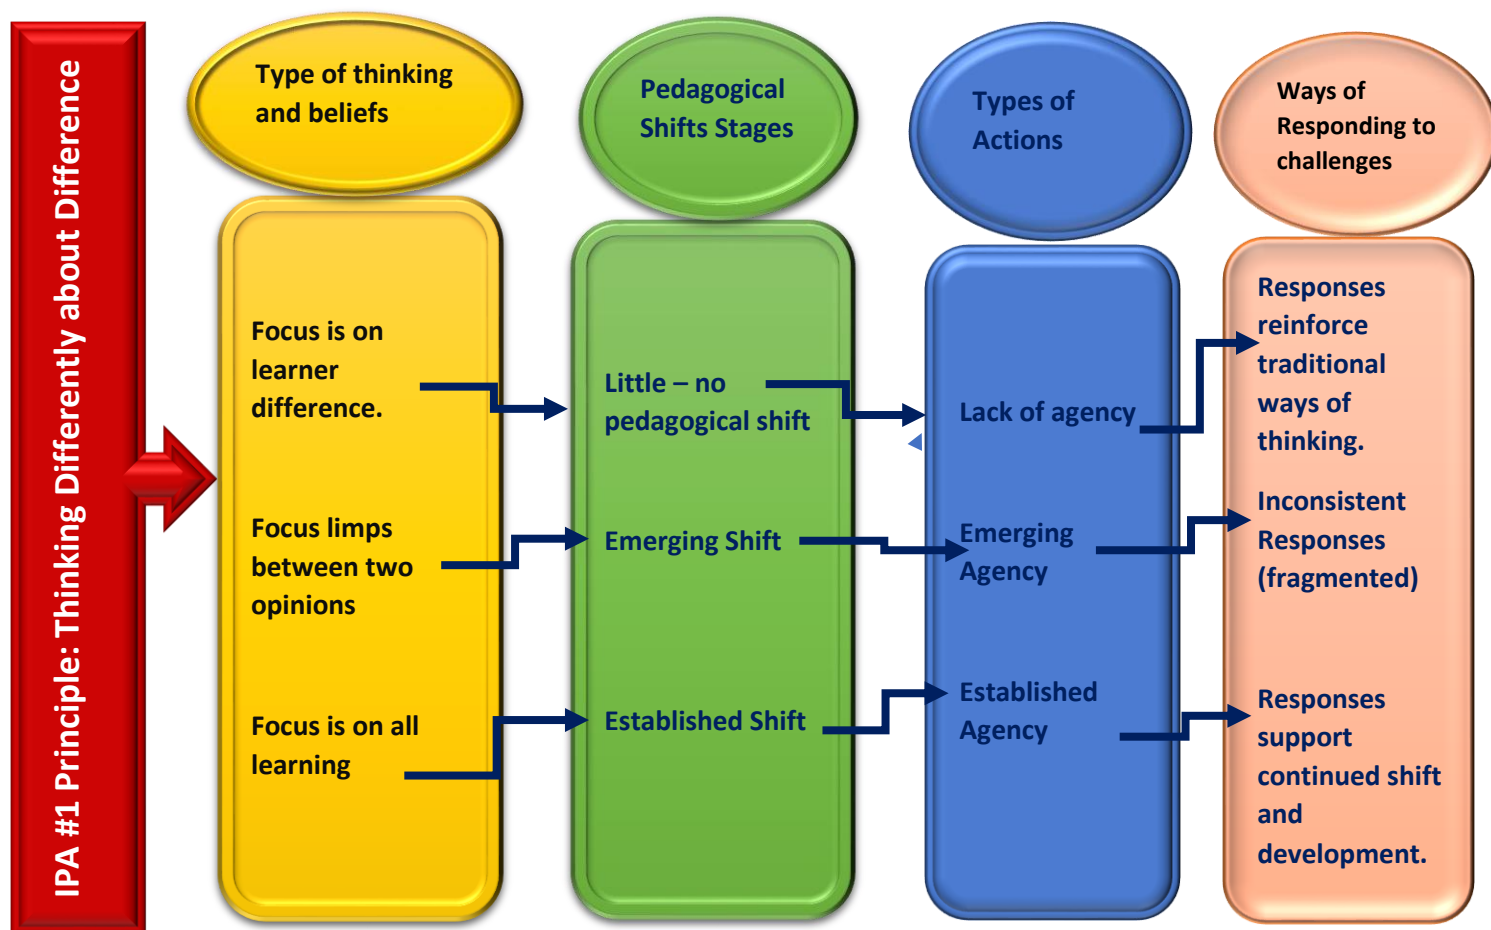 IPA #1 Principle: Thinking Differently about Difference
Type of thinking
and beliefs
Focus is on
learner
difference.
Focus limps
between two
opinions
Focus is on all
learning
Pedagogical
Shifts Stages
Little – no
pedagogical shift
Emerging Shift
Established Shift
Types of
Actions
Lack of agency
Emerging
Agency
Established
Agency
Ways of
Responding to
challenges
Responses
reinforce
traditional
ways of
thinking.
Inconsistent
Responses
(fragmented)
Responses
support
continued shift
and
development.